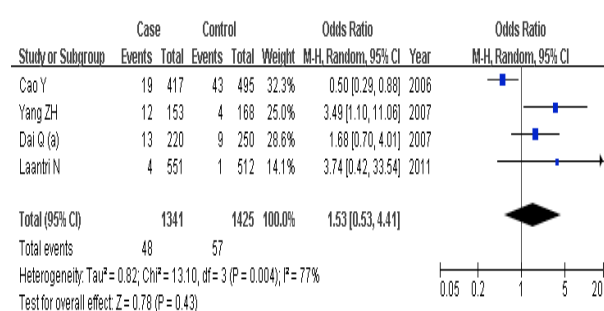 Case Control Odds Ratio Odds Ratio
Study or Subgroup Events Total Events Total Weight M-H, Random, 95% CI Year M-H, Random, 95% CI
Cao Y 19 417 43 495 32.3% 0.50 [0.29, 0.88] 2006
Yang ZH 12 153 4 168 25.0% 3.49 [1.10, 11.06] 2007
Dai Q (a) 13 220 9 250 28.6% 1.68 [0.70, 4.01] 2007
Laantri N 4 551 1 512 14.1% 3.74 [0.42, 33.54] 2011
Total (95% CI) 1341 1425 100.0% 1.53 [0.53, 4.41]
Total events 48 57
Heterogeneity: Tau² = 0.82; Chi² = 13.10, df = 3 (P = 0.004); I² = 77%
Test for overall effect: Z = 0.78 (P = 0.43)
0.05 0.2 1 5 20